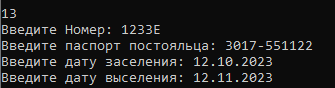 13
Введите Номер: 1233E
Введите паспорт постояльца: 3017-551122
Введите дату заселения: 12.10.2023
Введите дату выселения: 12.11.2023